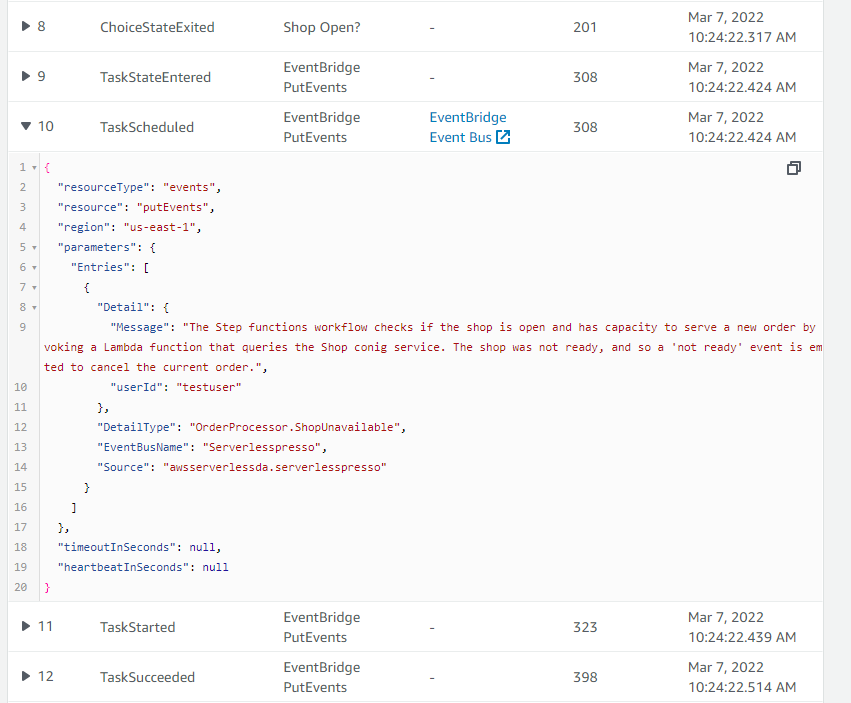 8 ChoiceStateExited Shop Open? - 201 Mar 7, 2022
10:24:22.317 AM
9 TaskStateEntered EventBridge PutEvents - 308 Mar 7, 2022
10:24:22.424 AM
10 TaskScheduled EventBridge PutEvents EventBridge Event Bus 308 Mar 7, 2022
10:24:22.424 AM
1 {
2 "resourceType": "events",
3 "resource": "putEvents",
4 "region": "us-east-1",
5 "parameters": {
6 "Entries": [
7 {
8 "Detail": {
9 "Message": "The Step functions workflow checks if the shop is open and has capacity to serve a new order by
voking a Lambda function that queries the Shop conig service. The shop was not ready, and so a 'not ready' event is em
ted to cancel the current order.",
10 "userId": "testuser"
11 },
12 "DetailType": "OrderProcessor.ShopUnavailable",
13 "EventBusName": "Serverlesspresso",
14 "Source": "awsserverlessda.serverlesspresso"
15 }
16 ]
17 },
18 "timeoutInSeconds": null,
19 "heartbeatInSeconds": null
20 }
11 TaskStarted EventBridge PutEvents - 323 Mar 7, 2022
10:24:22.439 AM
12 TaskSucceeded EventBridge PutEvents - 398 Mar 7, 2022
10:24:22.514 AM